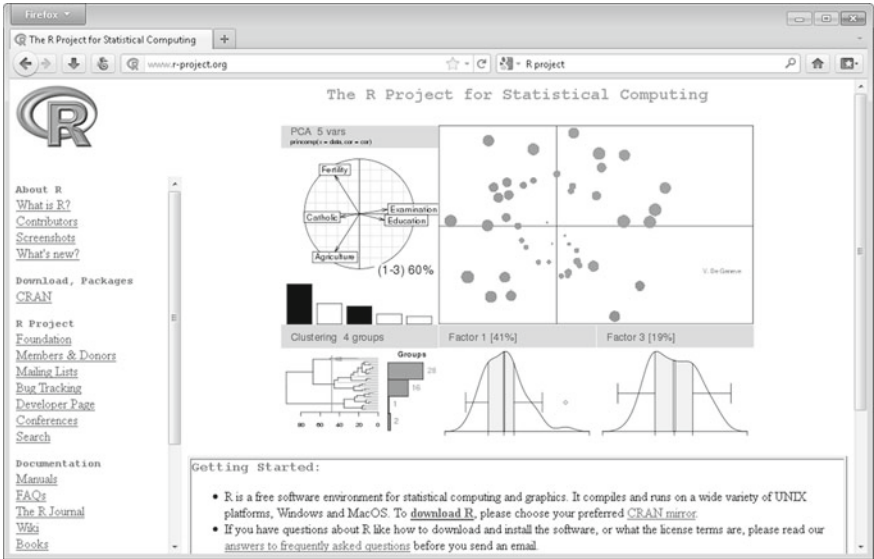 Firefox
The R Project for Statistical Computing
www.r-project.org
R project
R
The R Project for Statistical Computing
About R
What is R?
Contributors
Screenshots
What's new?
Download, Packages
CRAN
R Project
Foundation
Members & Donors
Mailing Lists
Bug Tracking
Developer Page
Conferences
Search
Documentation
Manuals
FAQs
The R Journal
Wiki
Books
PCA 5 vars
princomp(x = data, cor = cor)
Fertility
Catholic
Examination
Education
Agriculture
(1-3) 60%
Clustering 4 groups
Factor 1 [41%]
Factor 3 [19%]
Groups
28
16
1
2
80 60 40 20 0
Getting Started:
• R is a free software environment for statistical computing and graphics. It compiles and runs on a wide variety of UNIX
platforms, Windows and MacOS. To download R, please choose your preferred CRAN mirror.
• If you have questions about R like how to download and install the software, or what the license terms are, please read our
answers to frequently asked questions before you send an email.